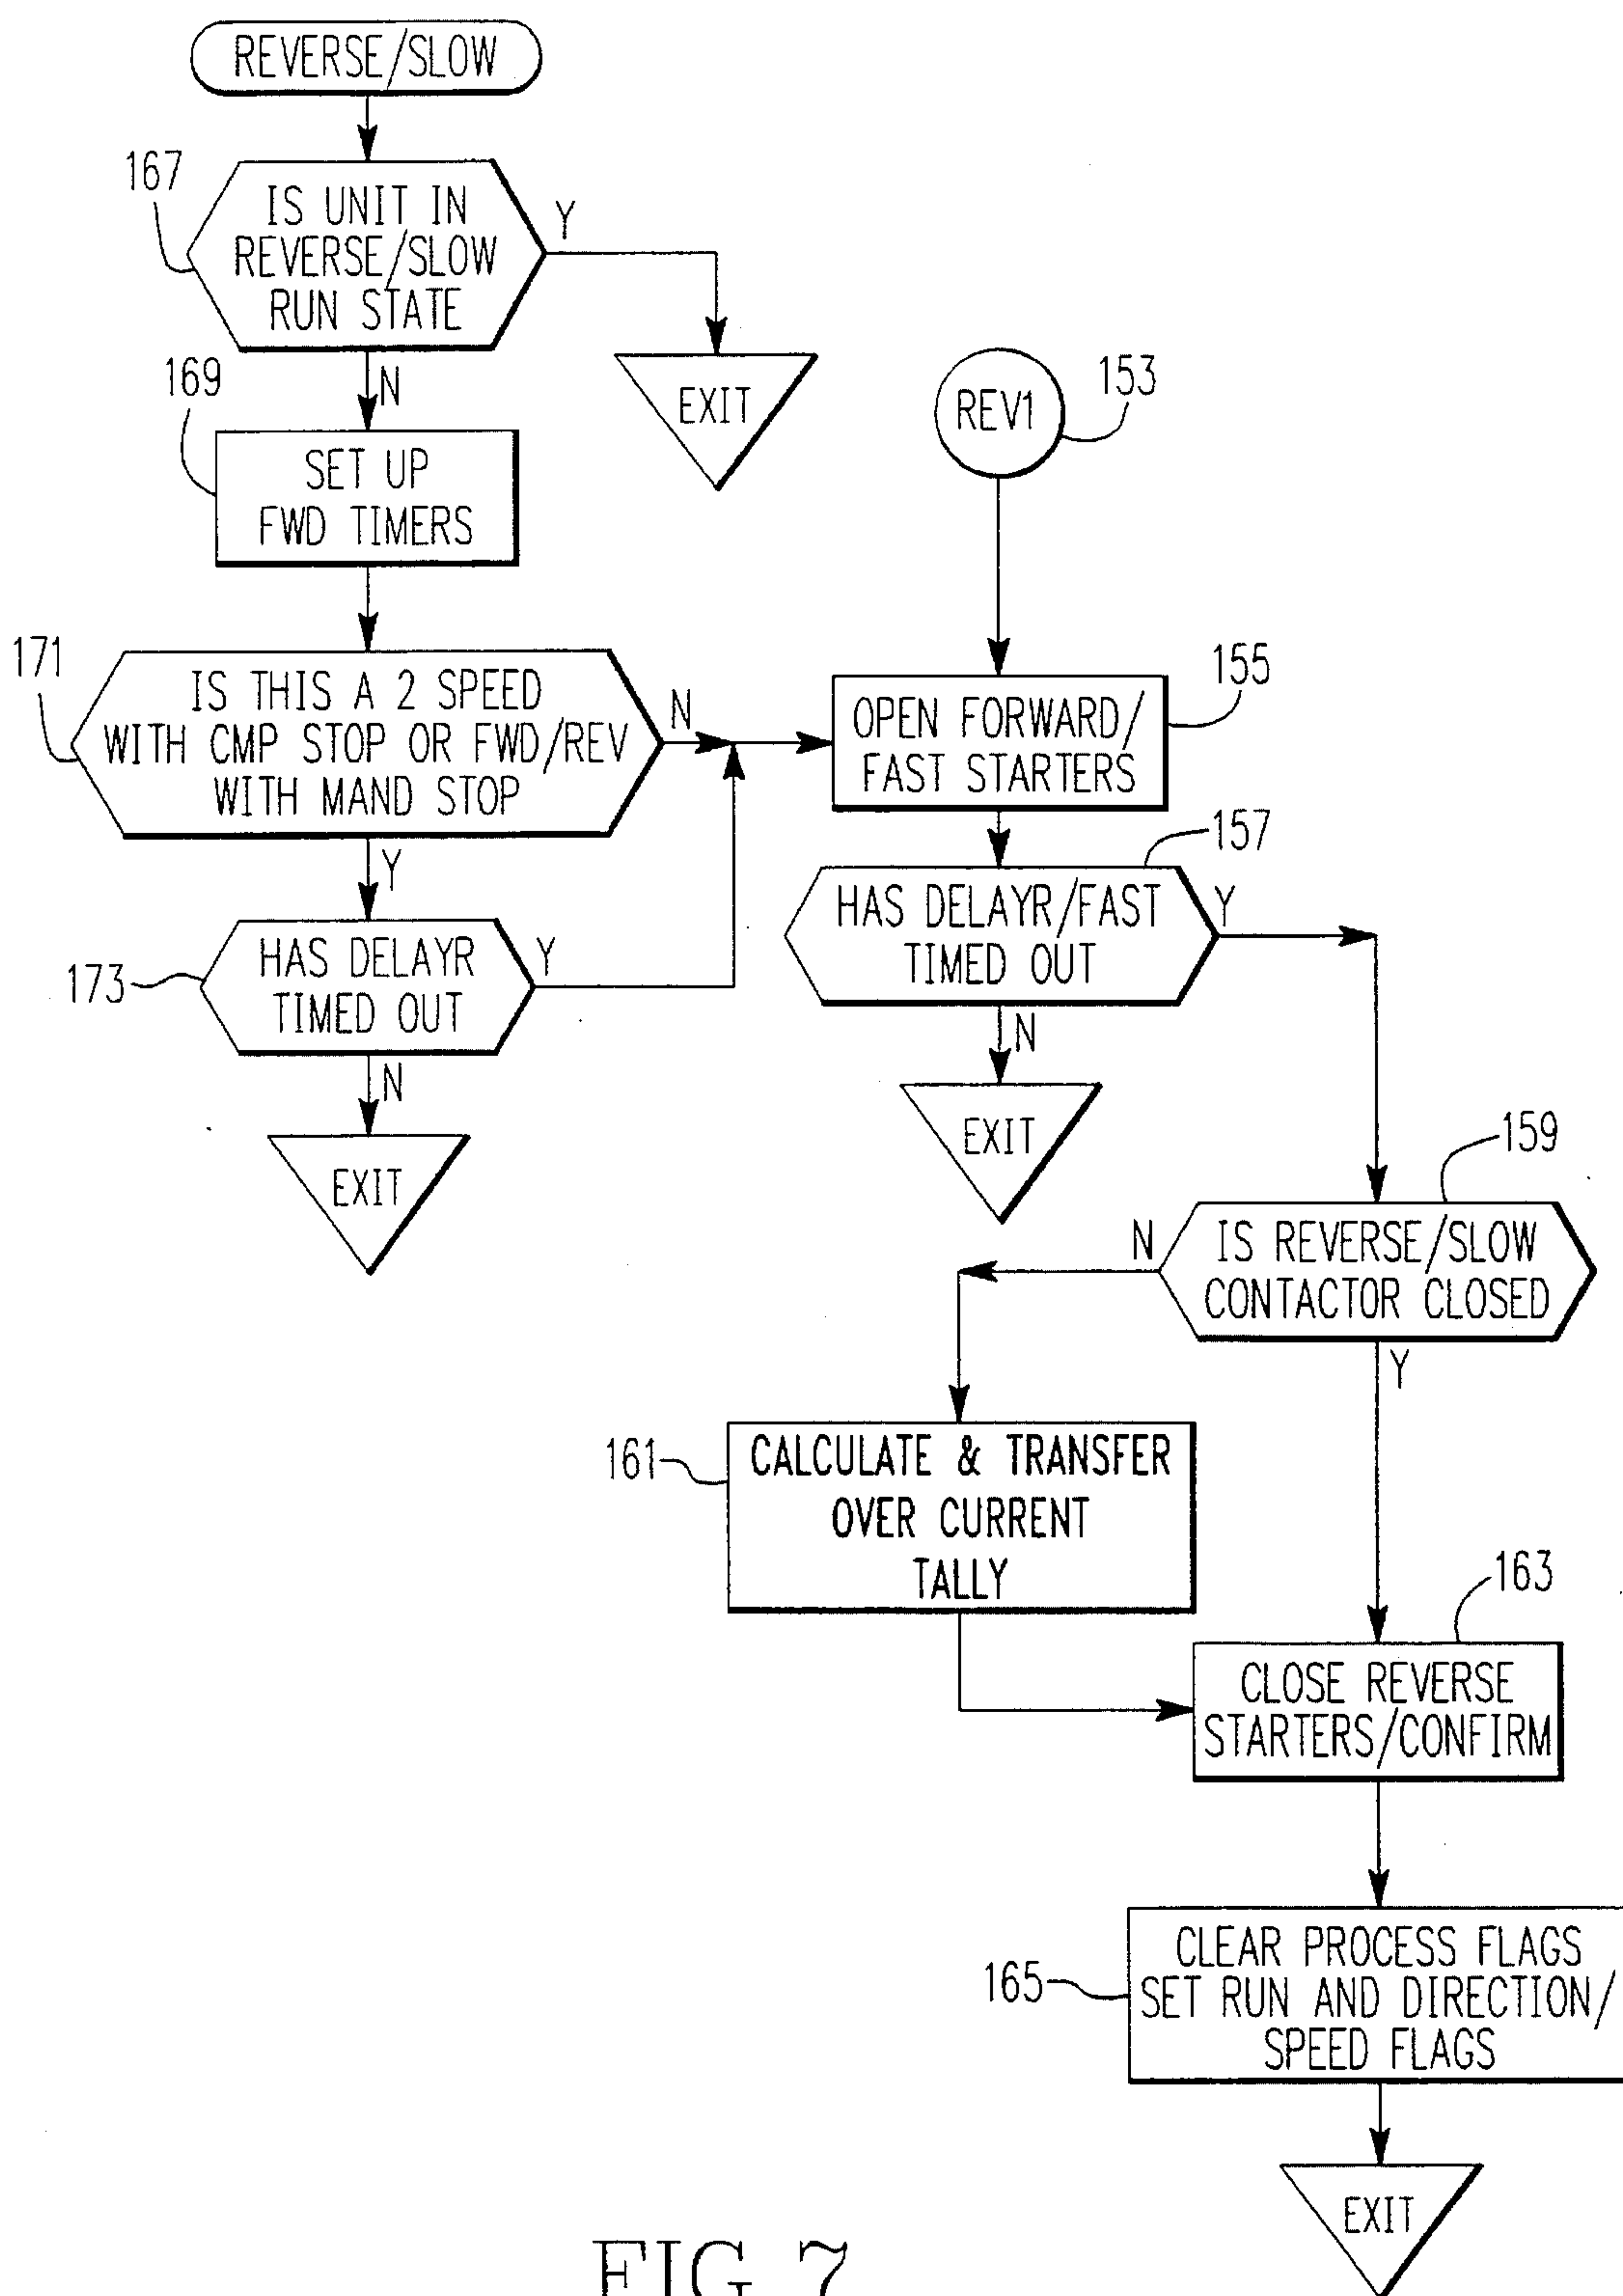 REVERSE/SLOW
167
IS UNIT IN
REVERSE/SLOW
RUN STATE
Y
EXIT
N
169
SET UP
FWD TIMERS
171
IS THIS A 2 SPEED
WITH CMP STOP OR FWD/REV
WITH MAND STOP
N
Y
173
HAS DELAYR
TIMED OUT
Y
N
EXIT
REV1
153
155
OPEN FORWARD/
FAST STARTERS
157
HAS DELAYR/FAST
TIMED OUT
Y
N
EXIT
159
IS REVERSE/SLOW
CONTACTOR CLOSED
N
Y
161
CALCULATE & TRANSFER
OVER CURRENT
TALLY
163
CLOSE REVERSE
STARTERS/CONFIRM
165
CLEAR PROCESS FLAGS
SET RUN AND DIRECTION/
SPEED FLAGS
EXIT
FIG. 7